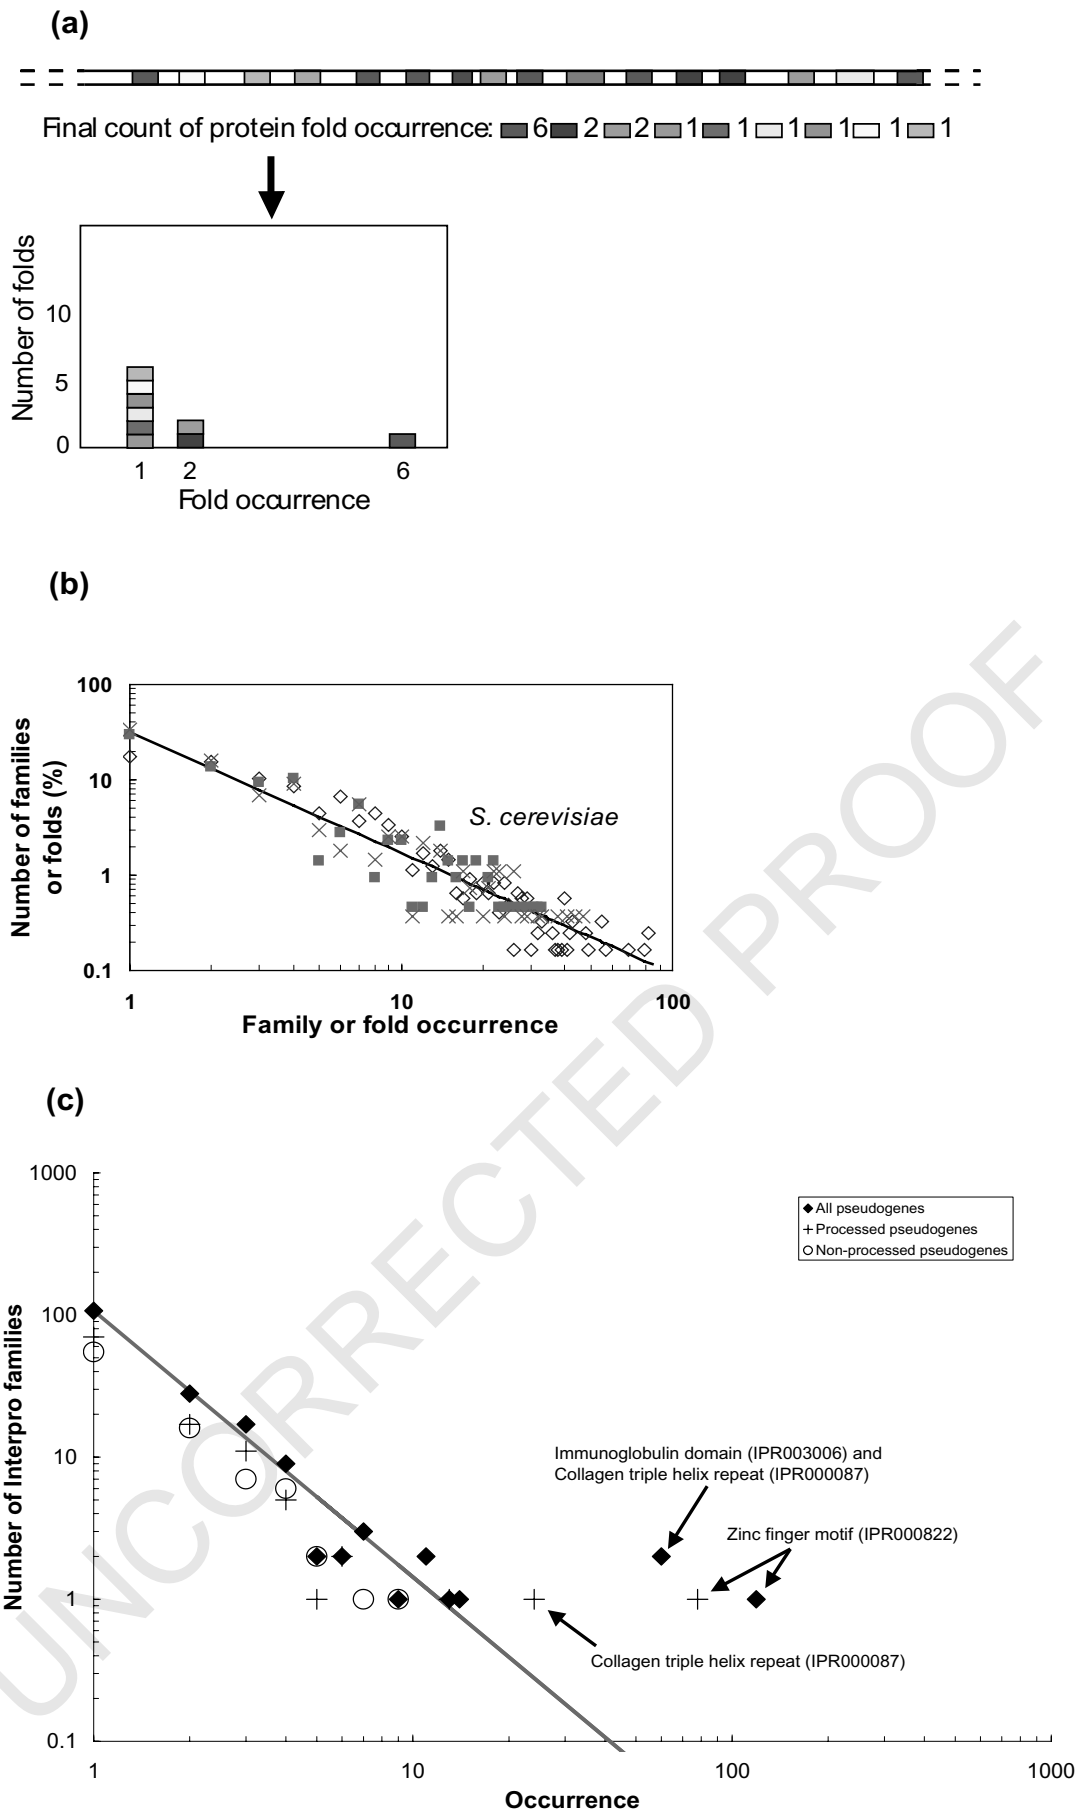 (a)
Final count of protein fold occurrence: 6 2 2 1 1 1 1 1 1
Number of folds
10
5
0
1 2 6
Fold occurrence
(b)
Number of families
or folds (%)
100
10
1
0.1
S. cerevisiae
1 10 100
Family or fold occurrence
(c)
Number of Interpro families
1000
100
10
1
0.1
All pseudogenes
Processed pseudogenes
Non-processed pseudogenes
Immunoglobulin domain (IPR003006) and
Collagen triple helix repeat (IPR000087)
Zinc finger motif (IPR000822)
Collagen triple helix repeat (IPR000087)
1 10 100 1000
Occurrence
UNCORRECTED PROOF